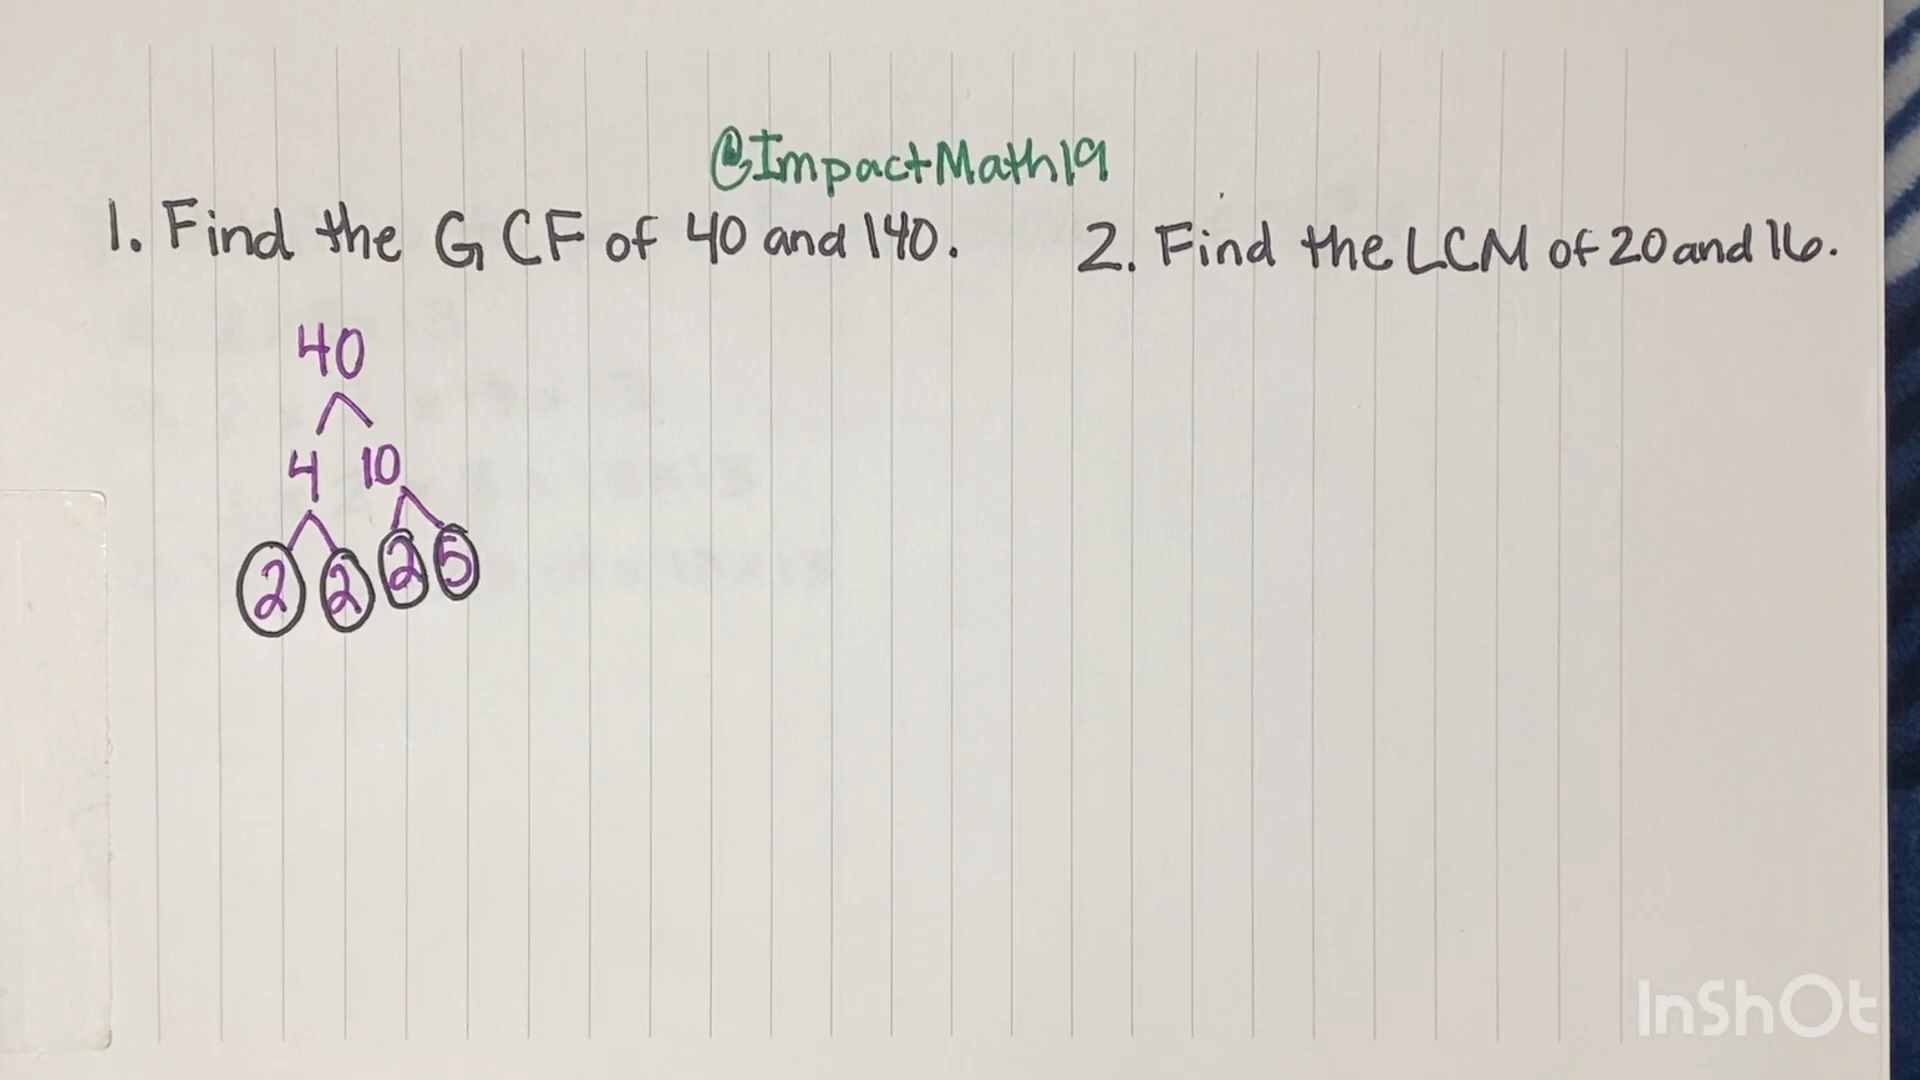 @ImpactMath19
1. Find the GCF of 40 and 140.
2. Find the LCM of 20 and 16.
40
4 10
2 2 2 5
InShOt